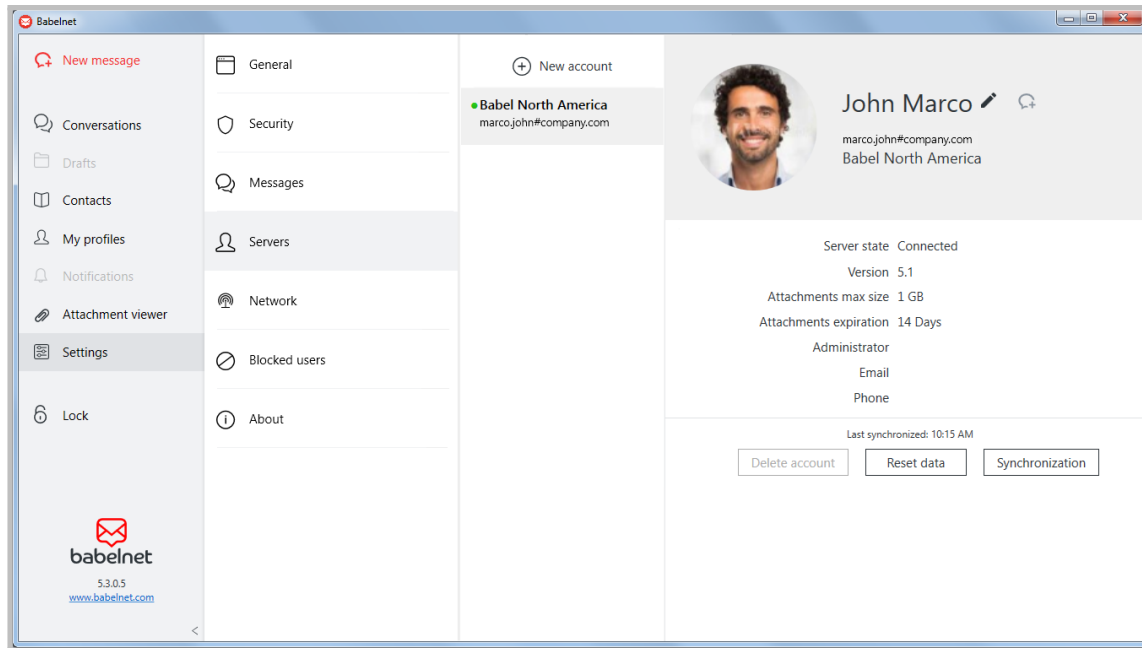 Babelnet
New message
Conversations
Drafts
Contacts
My profiles
Notifications
Attachment viewer
Settings
Lock
babelnet
5.3.0.5
www.babelnet.com
<
General
Security
Messages
Servers
Network
Blocked users
About
New account
Babel North America
marco.john#company.com
John Marco
marco.john#company.com
Babel North America
Server state Connected
Version 5.1
Attachments max size 1 GB
Attachments expiration 14 Days
Administrator
Email
Phone
Last synchronized: 10:15 AM
Delete account Reset data Synchronization